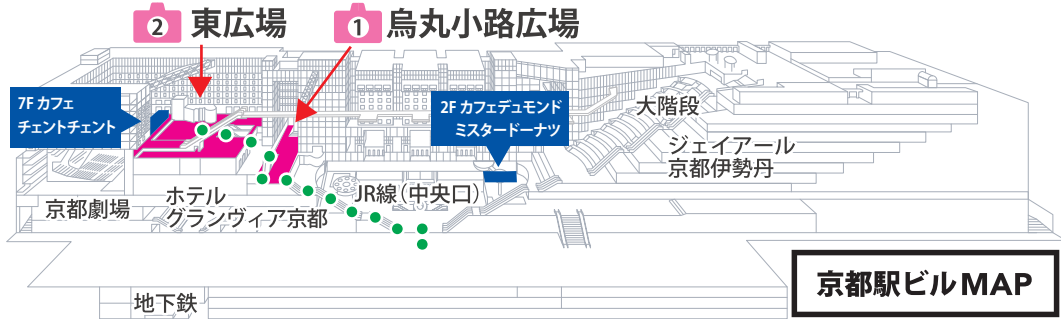 2 東広場
1 烏丸小路広場
7F カフェ
チェントチェント
2F カフェデュモンド
ミスタードーナツ
大階段
ジェイアール
京都伊勢丹
JR線（中央口）
ホテル
グランヴィア京都
京都劇場
地下鉄
京都駅ビルMAP